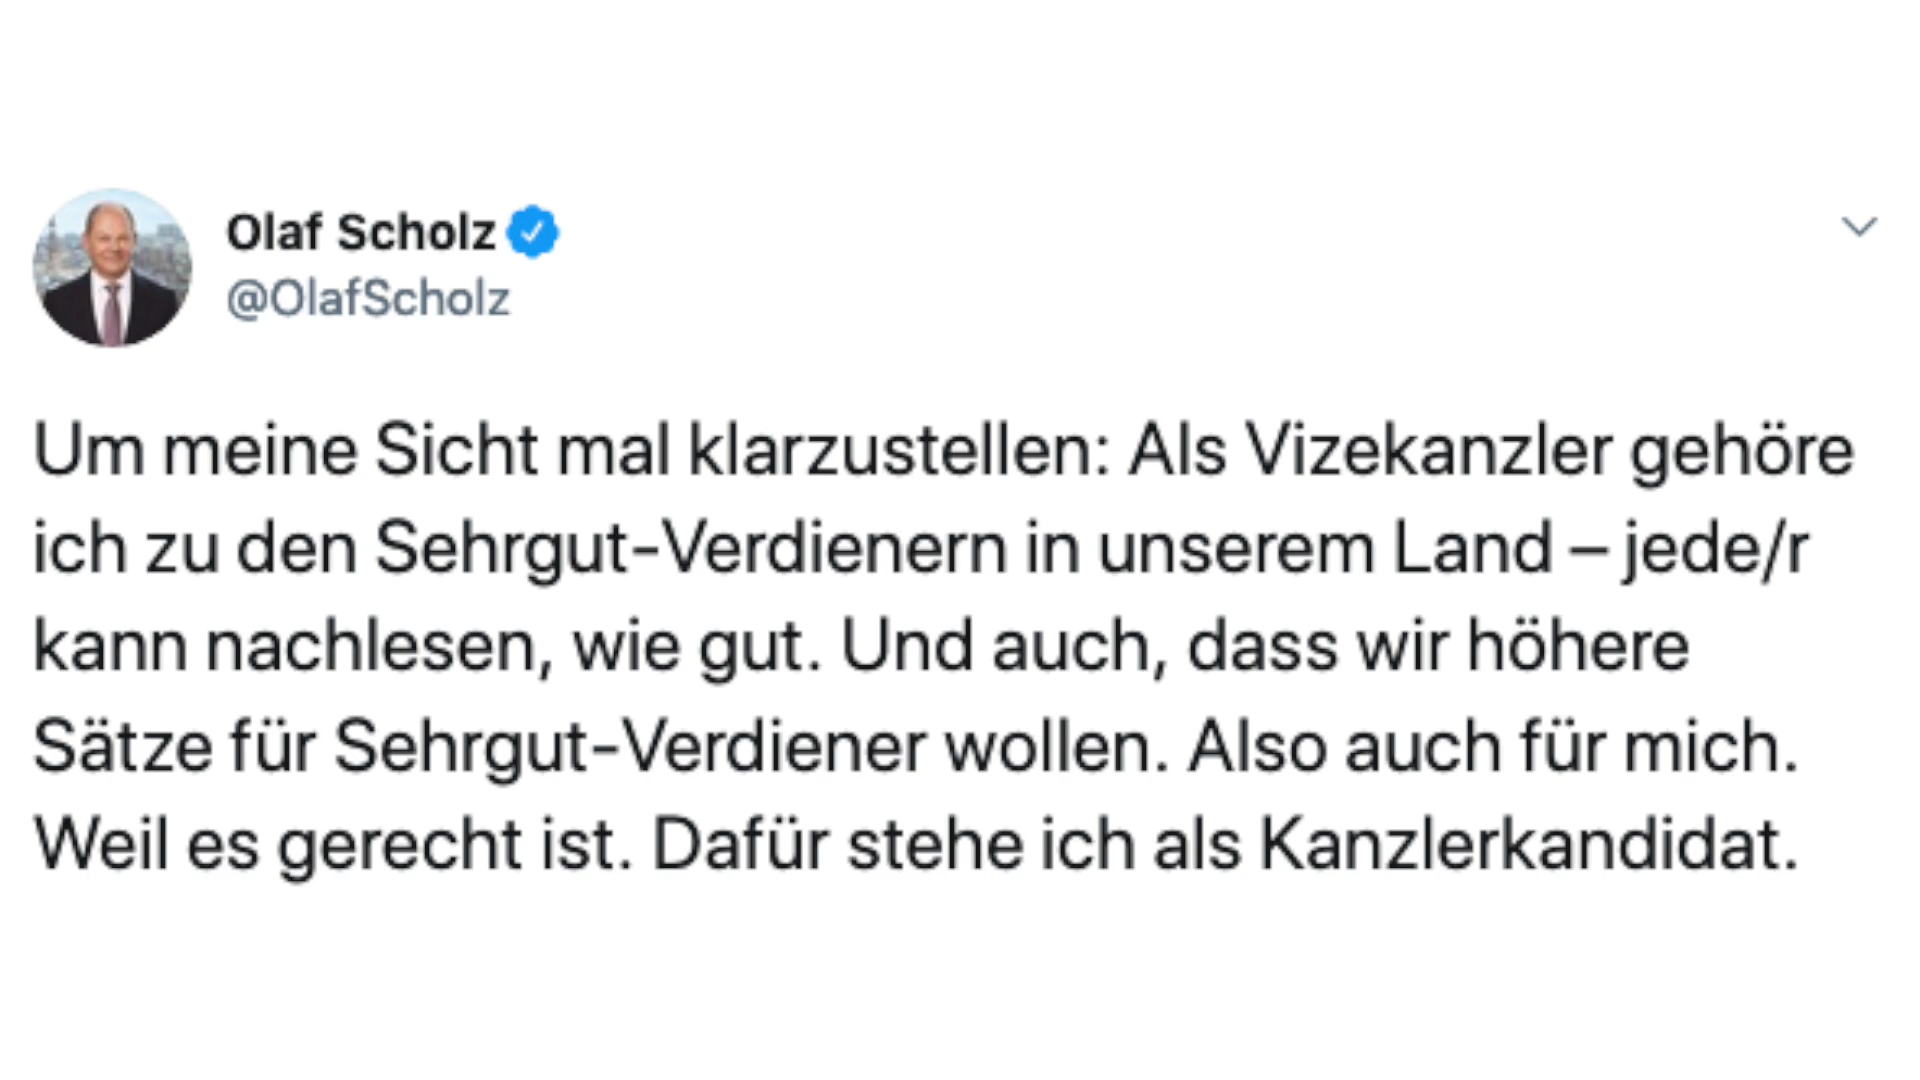 Olaf Scholz
@OlafScholz
Um meine Sicht mal klarzustellen: Als Vizekanzler gehöre
ich zu den Sehrgut-Verdienern in unserem Land – jede/r
kann nachlesen, wie gut. Und auch, dass wir höhere
Sätze für Sehrgut-Verdiener wollen. Also auch für mich.
Weil es gerecht ist. Dafür stehe ich als Kanzlerkandidat.